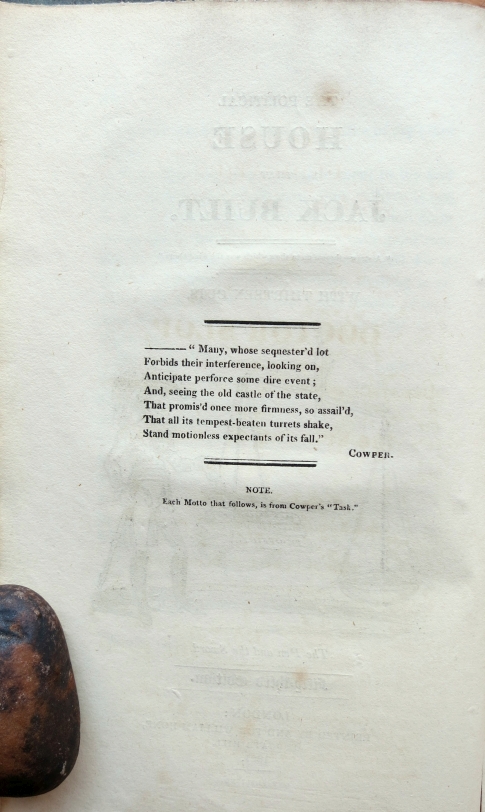 ——— “ Many, whose sequester'd lot
Forbids their interference, looking on,
Anticipate perforce some dire event ;
And, seeing the old castle of the state,
That promis'd once more firmness, so assail'd,
That all its tempest-beaten turrets shake,
Stand motionless expectants of its fall.”
COWPER.
NOTE.
Each Motto that follows, is from Cowper's “Task.”